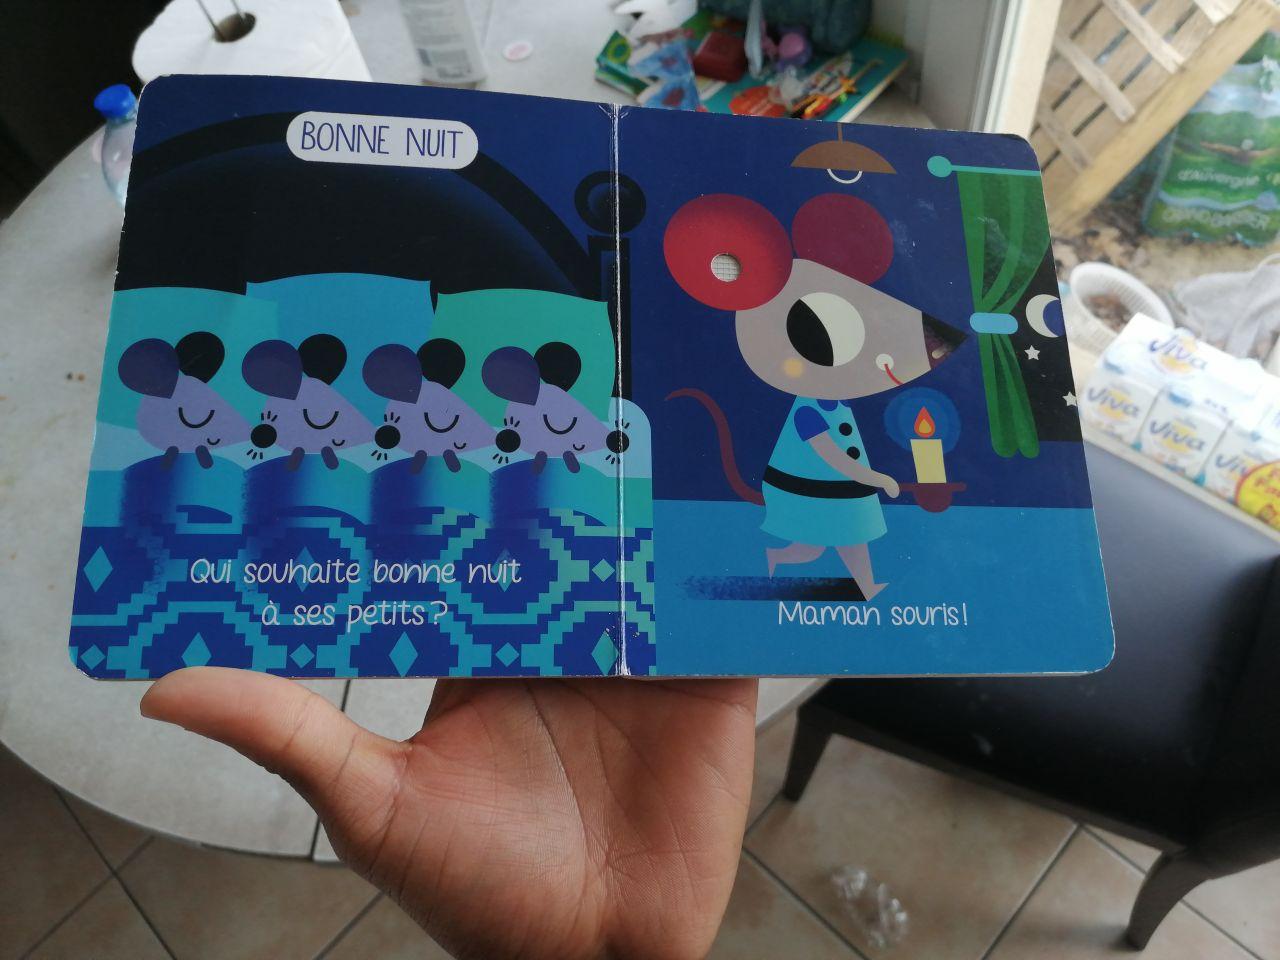 BONNE NUIT
Qui souhaite bonne nuit
à ses petits ?
Maman souris !
d'Auvergne
Viva
Viva
Viva